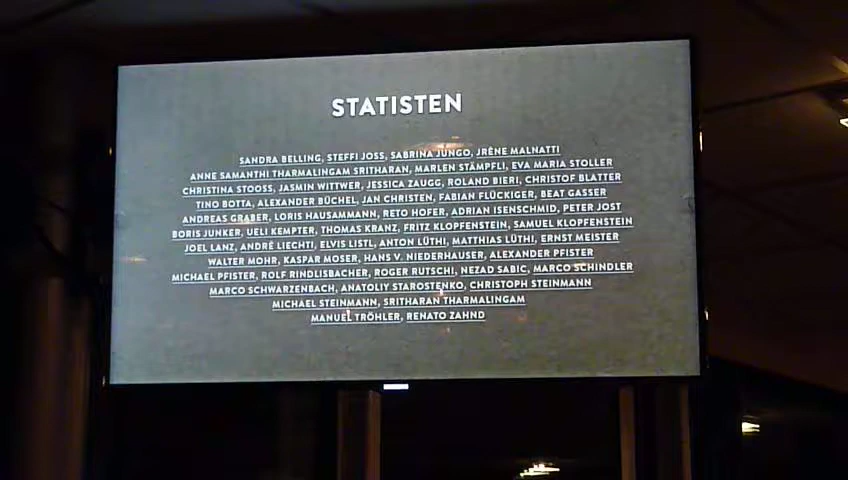 STATISTEN
SANDRA BELLING, STEFFI JOSS, SABRINA JUNGO, JRÈNE MALNATTI
ANNE SAMANTHI THARMALINGAM SRITHARAN, MARLEN STÄMPFLI, EVA MARIA STOLLER
CHRISTINA STOOSS, JASMIN WITTWER, JESSICA ZAUGG, ROLAND BIERI, CHRISTOF BLATTER
TINO BOTTA, ALEXANDER BÜCHEL, JAN CHRISTEN, FABIAN FLÜCKIGER, BEAT GASSER
ANDREAS GRABER, LORIS HAUSAMMANN, RETO HOFER, ADRIAN ISENSCHMID, PETER JOST
BORIS JUNKER, UELI KEMPTER, THOMAS KRANZ, FRITZ KLOPFENSTEIN, SAMUEL KLOPFENSTEIN
JOEL LANZ, ANDRÉ LIECHTI, ELVIS LISTL, ANTON LÜTHI, MATTHIAS LÜTHI, ERNST MEISTER
WALTER MOHR, KASPAR MOSER, HANS V. NIEDERHAUSER, ALEXANDER PFISTER
MICHAEL PFISTER, ROLF RINDLISBACHER, ROGER RUTSCHI, NEZAD SABIC, MARCO SCHINDLER
MARCO SCHWARZENBACH, ANATOLIY STAROSTENKO, CHRISTOPH STEINMANN
MICHAEL STEINMANN, SRITHARAN THARMALINGAM
MANUEL TRÖHLER, RENATO ZAHND